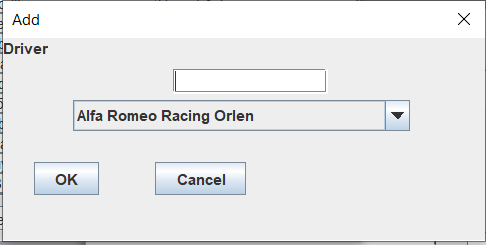 Add
Driver
Alfa Romeo Racing Orlen
OK
Cancel